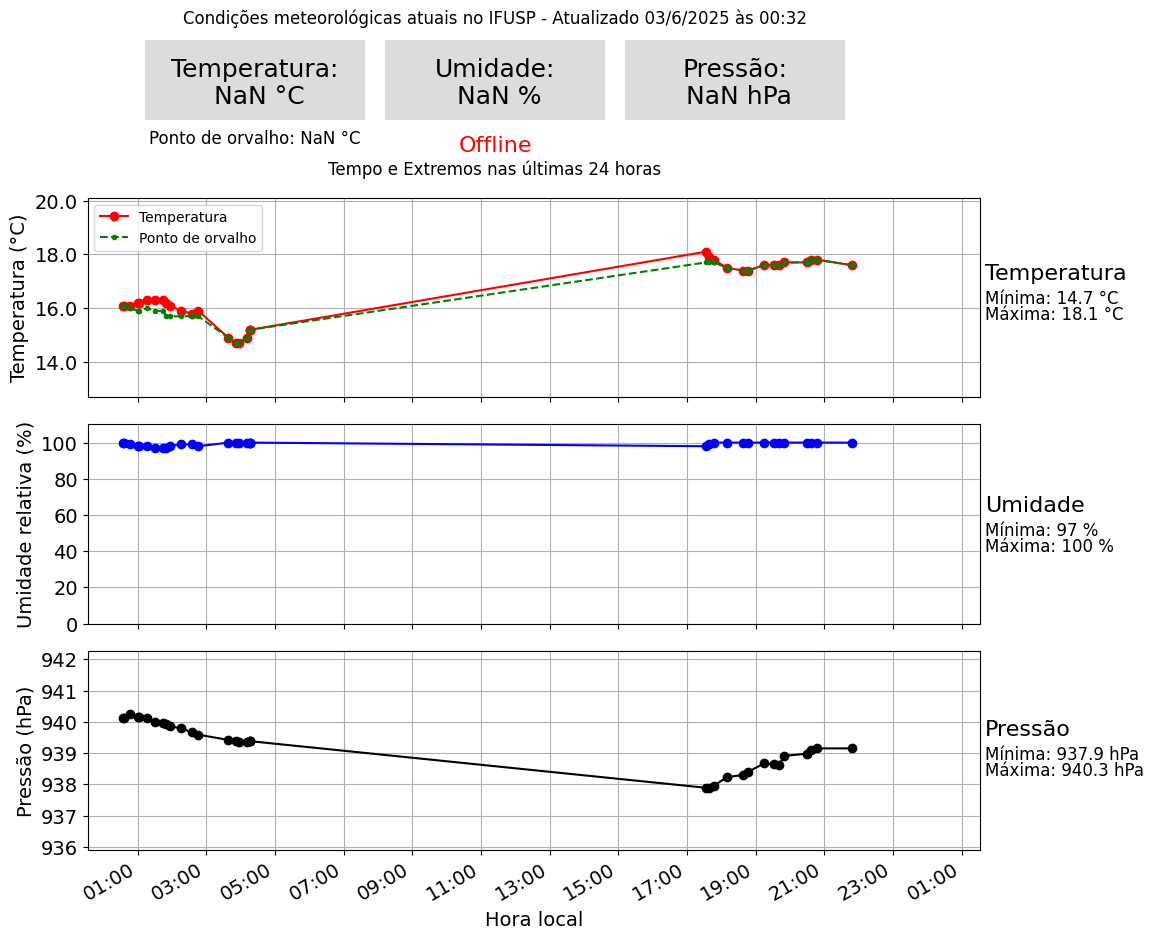 Condições meteorológicas atuais no IFUSP - Atualizado 03/6/2025 às 00:32
Temperatura:
NaN °C
Umidade:
NaN %
Pressão:
NaN hPa
Ponto de orvalho: NaN °C
Offline
Tempo e Extremos nas últimas 24 horas
Temperatura (°C)
20.0
18.0
16.0
14.0
Temperatura
Ponto de orvalho
Temperatura
Mínima: 14.7 °C
Máxima: 18.1 °C
Umidade relativa (%)
100
80
60
40
20
0
Umidade
Mínima: 97 %
Máxima: 100 %
Pressão (hPa)
942
941
940
939
938
937
936
Pressão
Mínima: 937.9 hPa
Máxima: 940.3 hPa
01:00 03:00 05:00 07:00 09:00 11:00 13:00 15:00 17:00 19:00 21:00 23:00 01:00
Hora local